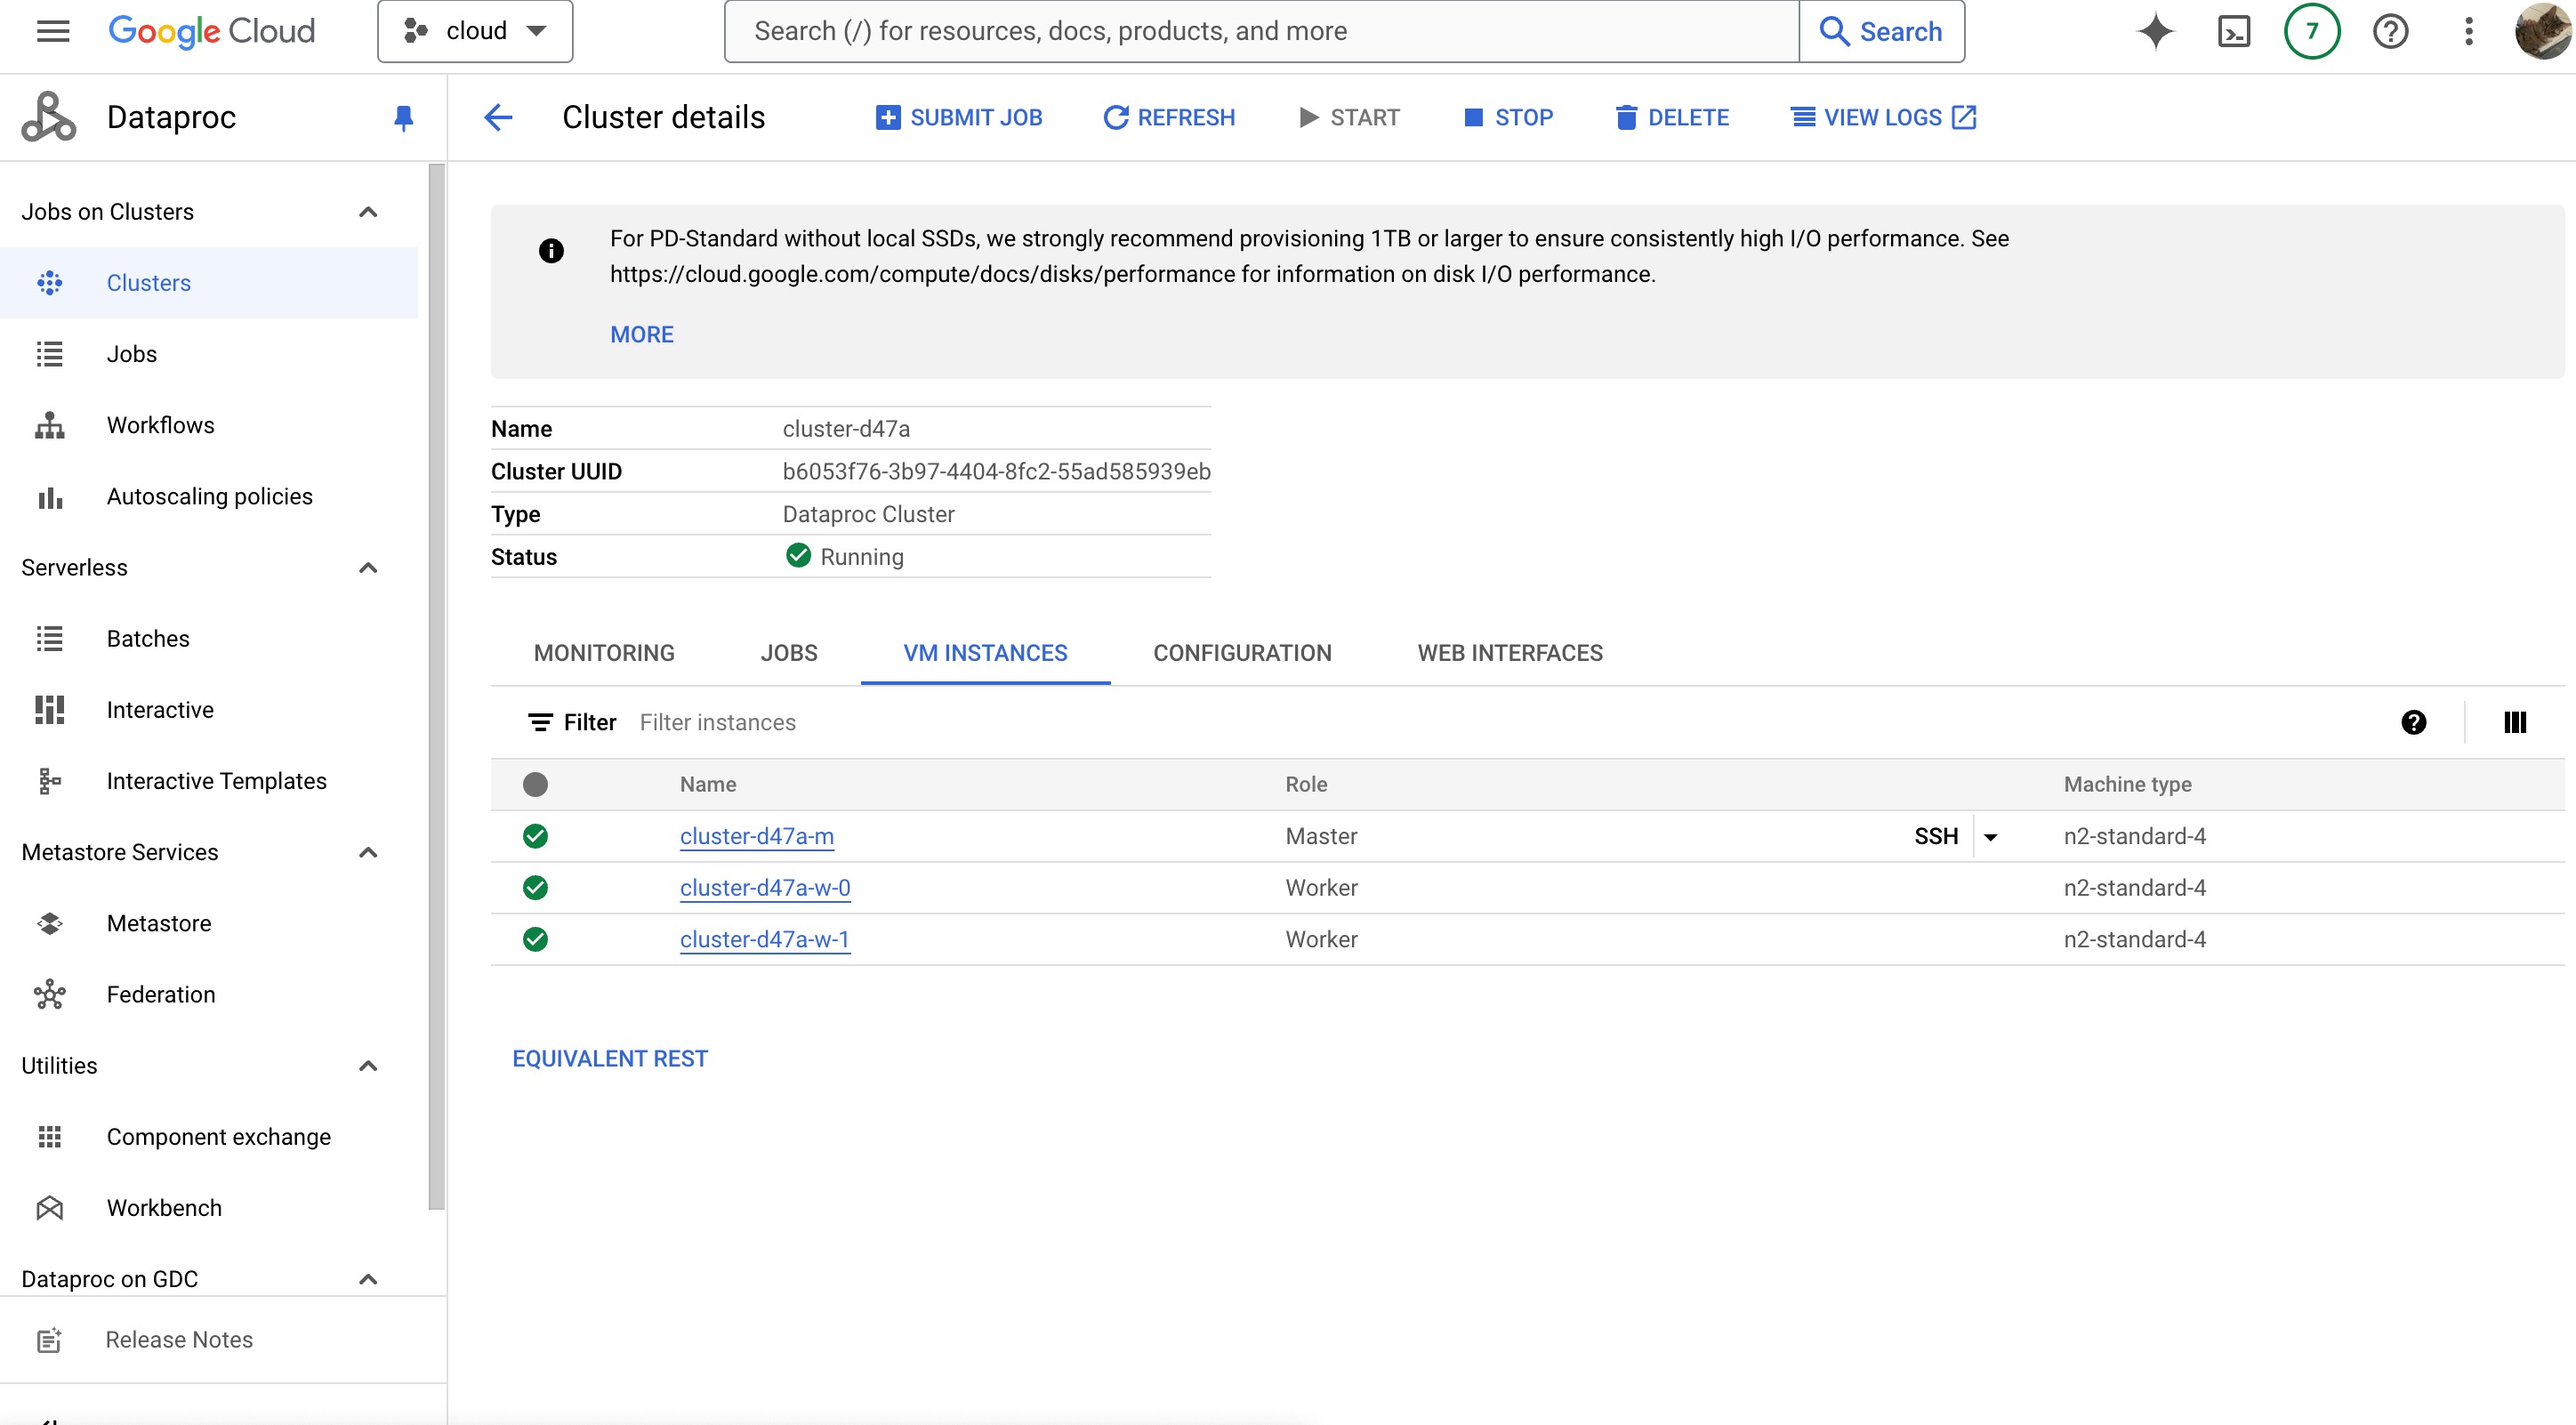 Google Cloud
cloud
Search (/) for resources, docs, products, and more
Search
7
Dataproc
Cluster details
SUBMIT JOB
REFRESH
START
STOP
DELETE
VIEW LOGS
Jobs on Clusters
Clusters
Jobs
Workflows
Autoscaling policies
Serverless
Batches
Interactive
Interactive Templates
Metastore Services
Metastore
Federation
Utilities
Component exchange
Workbench
Dataproc on GDC
Release Notes
For PD-Standard without local SSDs, we strongly recommend provisioning 1TB or larger to ensure consistently high I/O performance. See
https://cloud.google.com/compute/docs/disks/performance for information on disk I/O performance.
MORE
Name cluster-d47a
Cluster UUID b6053f76-3b97-4404-8fc2-55ad585939eb
Type Dataproc Cluster
Status Running
MONITORING JOBS VM INSTANCES CONFIGURATION WEB INTERFACES
Filter Filter instances
Name Role Machine type
cluster-d47a-m Master SSH n2-standard-4
cluster-d47a-w-0 Worker n2-standard-4
cluster-d47a-w-1 Worker n2-standard-4
EQUIVALENT REST